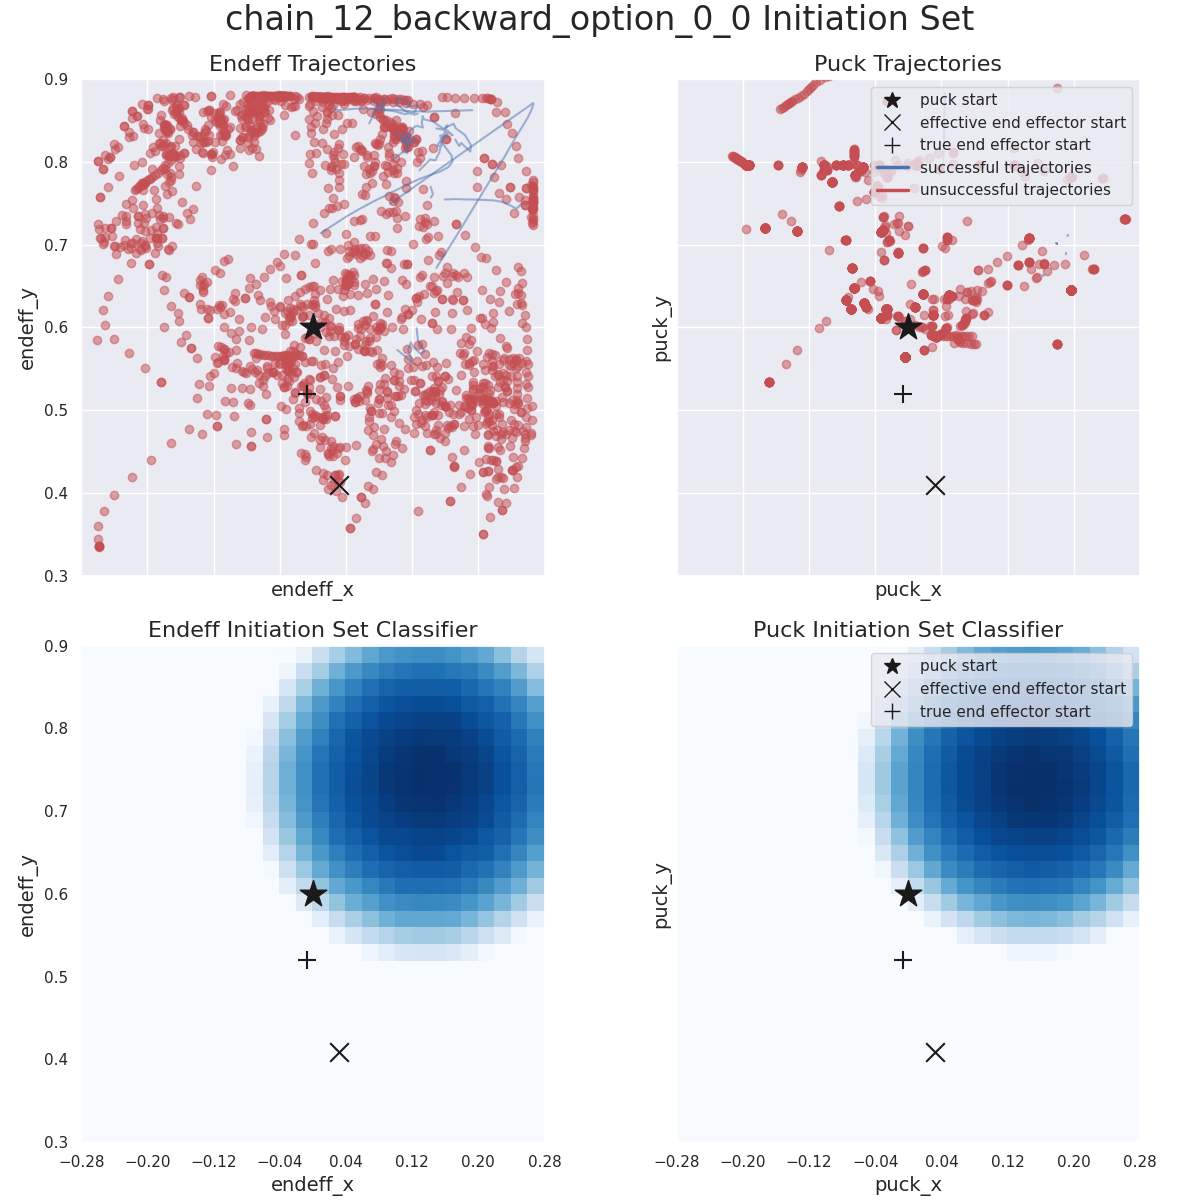 chain_12_backward_option_0_0 Initiation Set
Endeff Trajectories
Puck Trajectories
0.9
0.8
0.7
0.6
0.5
0.4
0.3
endeff_y
endeff_x
puck_y
puck_x
puck start
effective end effector start
true end effector start
successful trajectories
unsuccessful trajectories
Endeff Initiation Set Classifier
Puck Initiation Set Classifier
0.9
0.8
0.7
0.6
0.5
0.4
0.3
endeff_y
−0.28 −0.20 −0.12 −0.04 0.04 0.12 0.20 0.28
endeff_x
puck start
effective end effector start
true end effector start
puck_y
−0.28 −0.20 −0.12 −0.04 0.04 0.12 0.20 0.28
puck_x